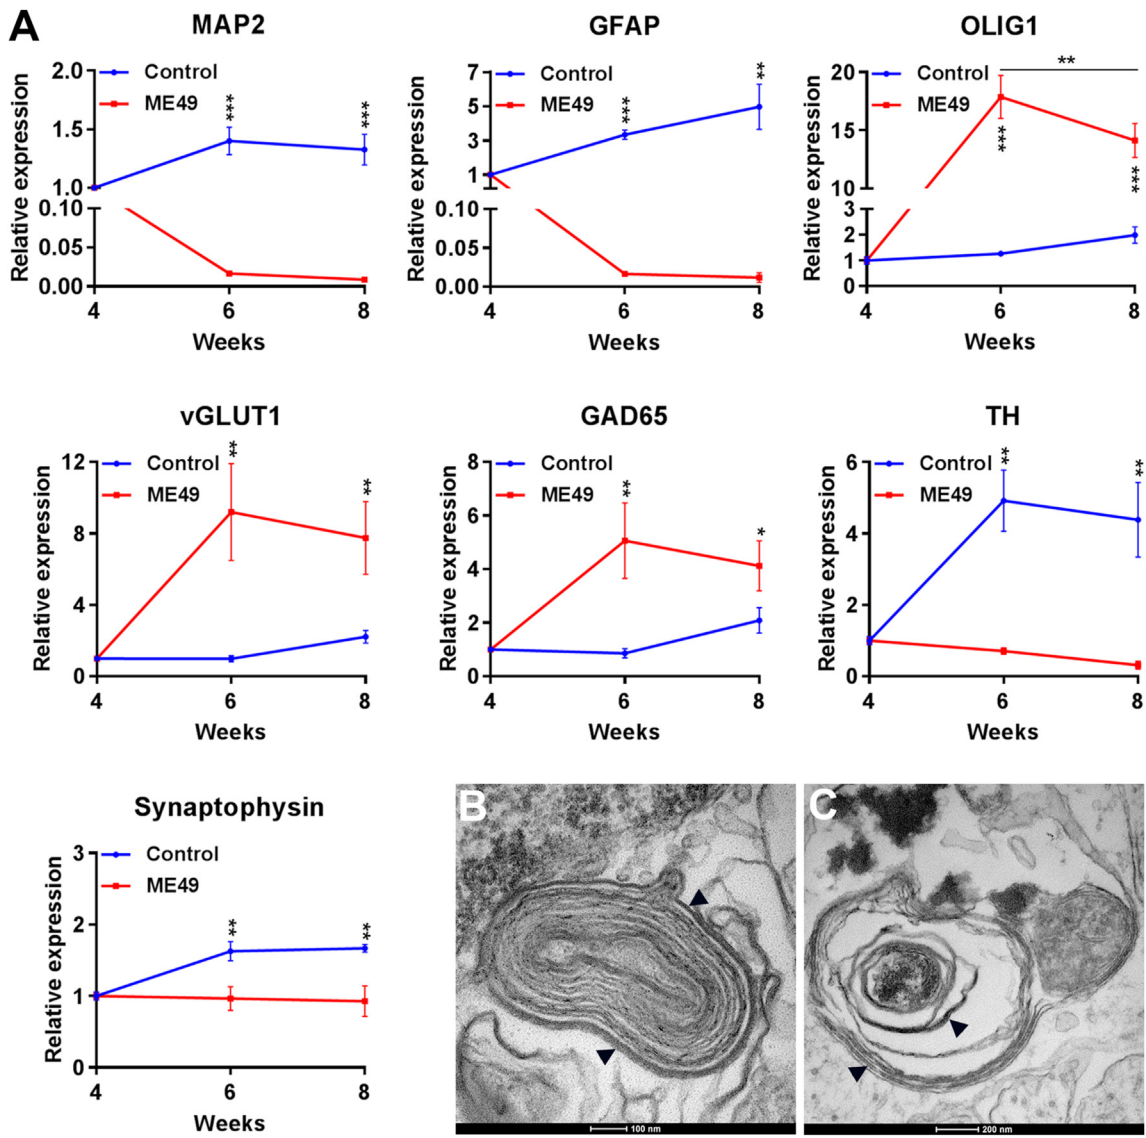 A
MAP2
Control
ME49
***
***
Relative expression
2.0
1.5
1.0
0.10
0.05
0.00
4 6 8
Weeks
GFAP
Control
ME49
***
**
Relative expression
7
5
3
1
0.10
0.05
0.00
4 6 8
Weeks
OLIG1
Control
ME49
**
***
***
Relative expression
20
15
10
3
2
1
0
4 6 8
Weeks
vGLUT1
Control
ME49
**
**
Relative expression
12
8
4
0
4 6 8
Weeks
GAD65
Control
ME49
**
*
Relative expression
8
6
4
2
0
4 6 8
Weeks
TH
Control
ME49
**
**
Relative expression
6
4
2
0
4 6 8
Weeks
Synaptophysin
Control
ME49
**
**
Relative expression
3
2
1
0
4 6 8
Weeks
B
100 nm
C
200 nm